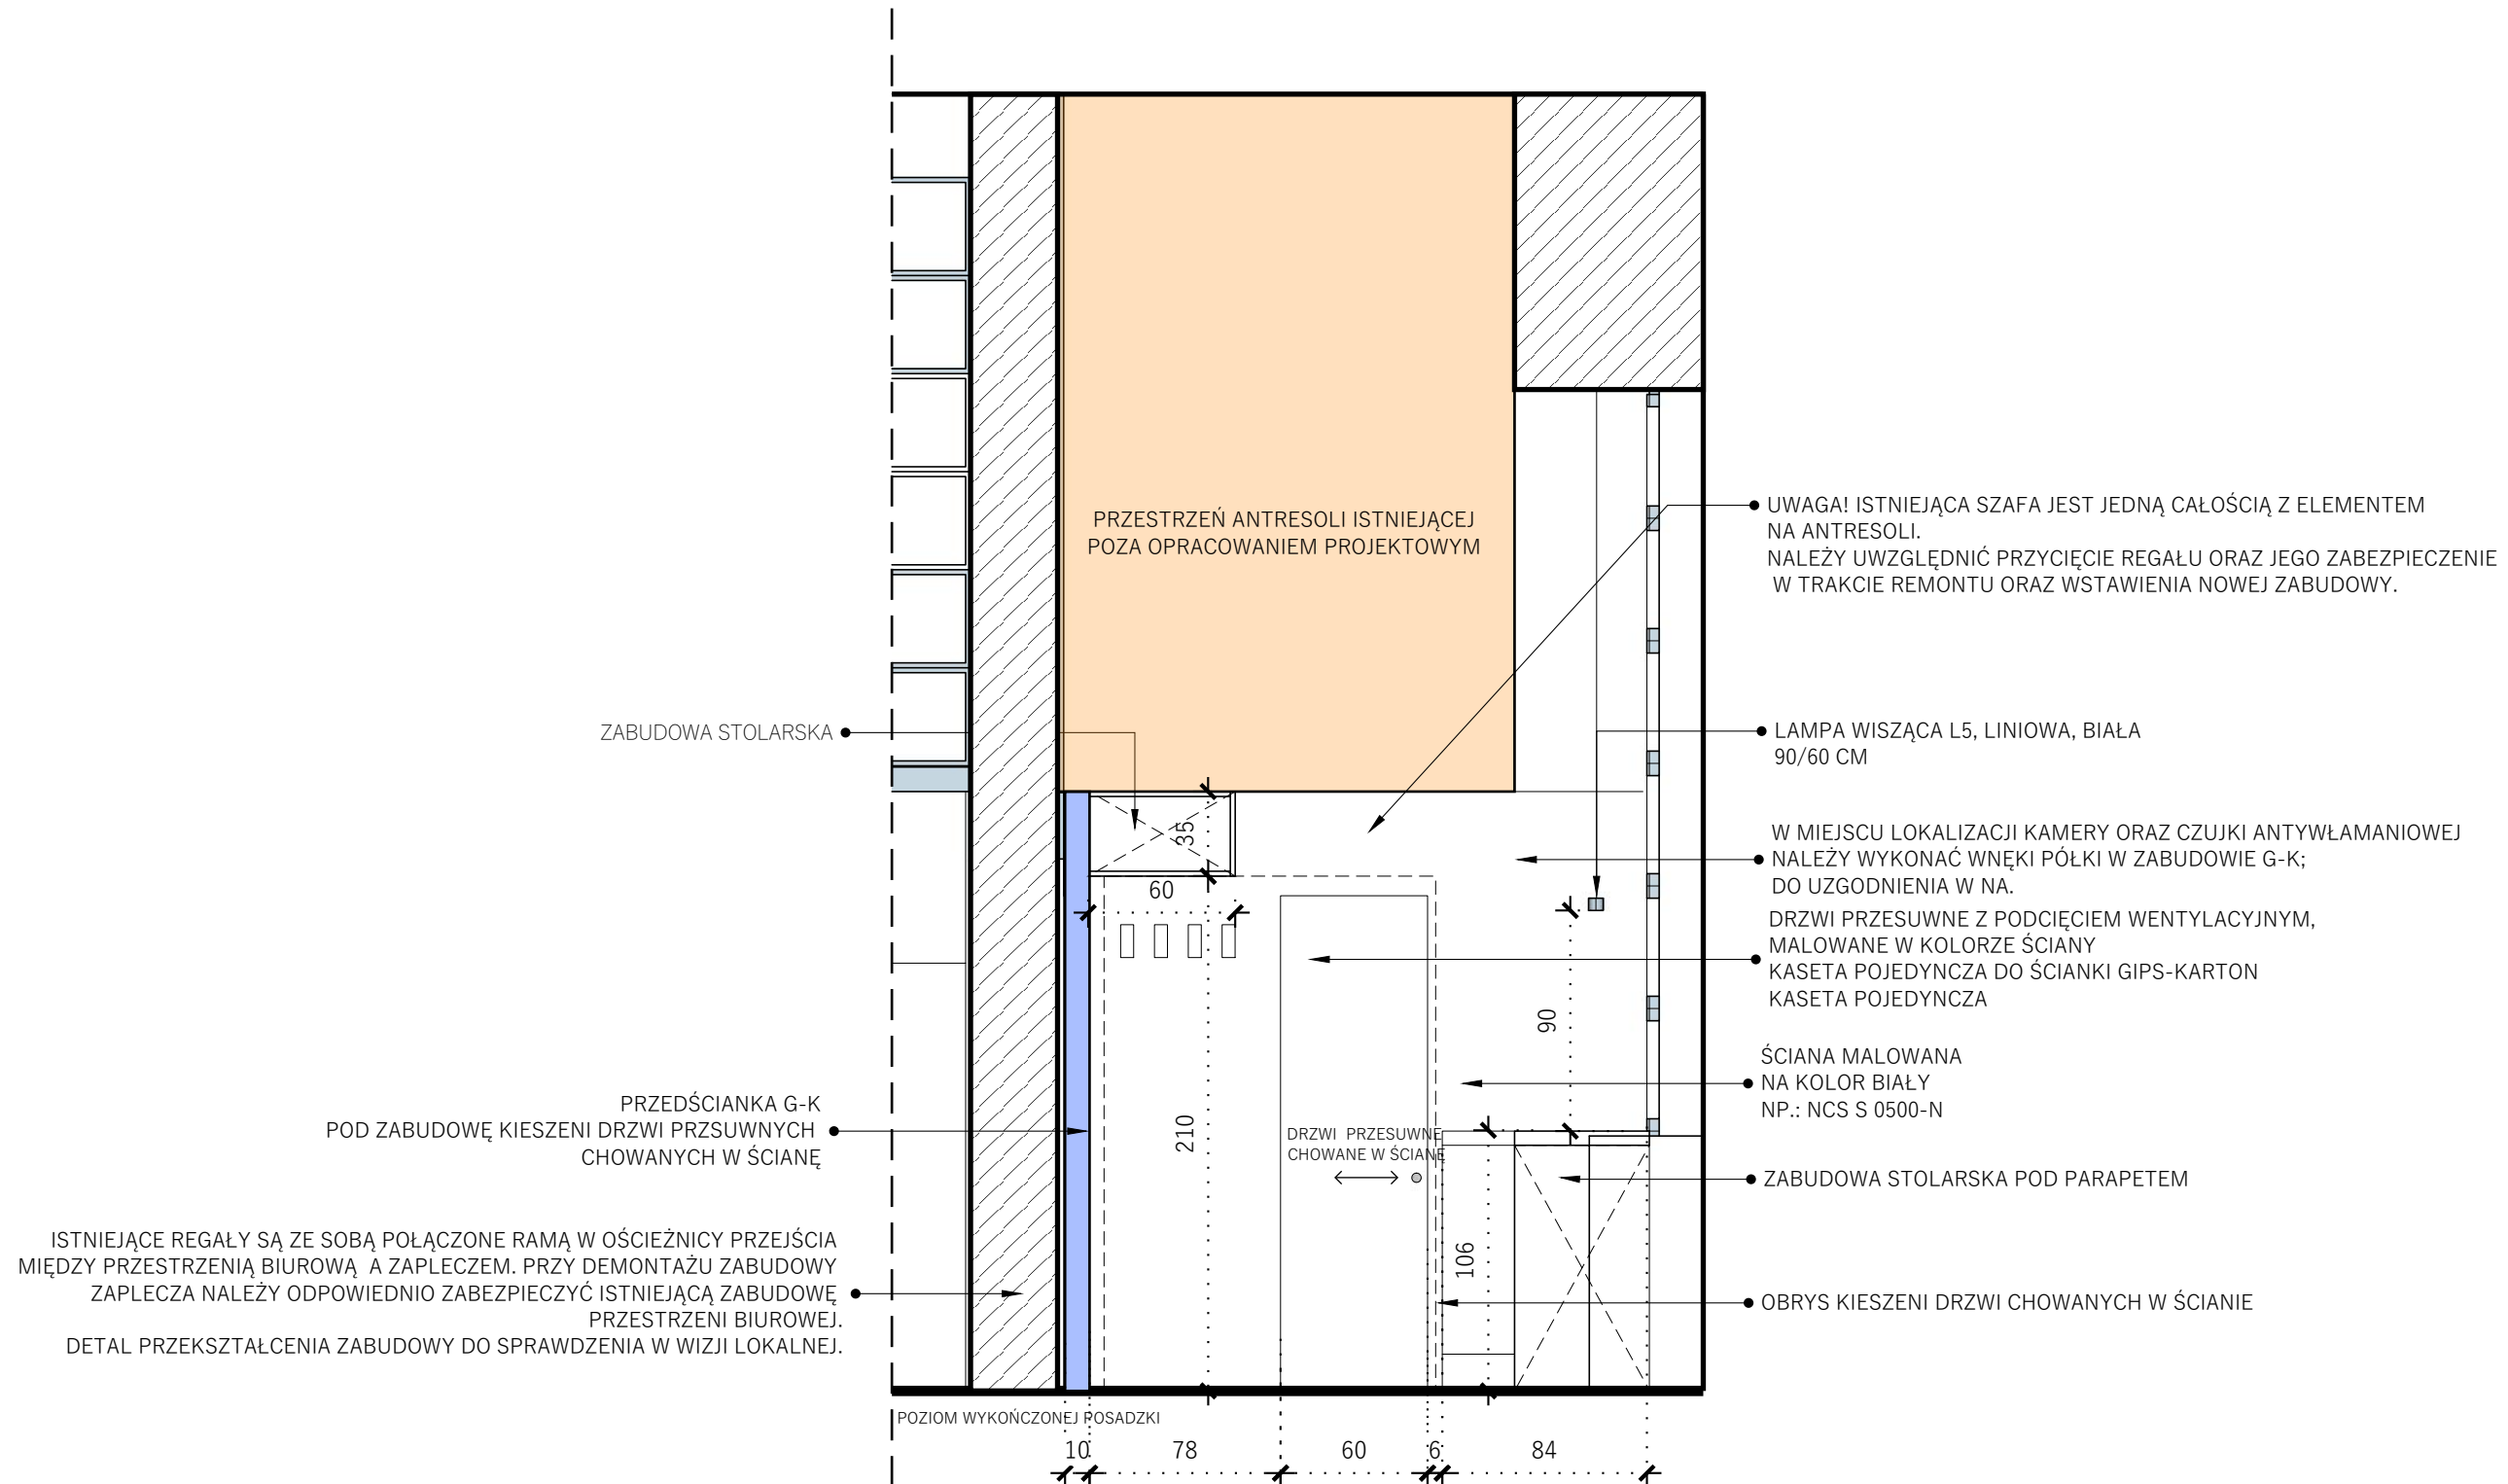 PRZESTRZEŃ ANTRESOLI ISTNIEJĄCEJ
POZA OPRACOWANIEM PROJEKTOWYM
UWAGA! ISTNIEJĄCA SZAFA JEST JEDNĄ CAŁOŚCIĄ Z ELEMENTEM
NA ANTRESOLI.
NALEŻY UWZGLĘDNIĆ PRZYCIĘCIE REGAŁU ORAZ JEGO ZABEZPIECZENIE
W TRAKCIE REMONTU ORAZ WSTAWIENIA NOWEJ ZABUDOWY.
ZABUDOWA STOLARSKA
LAMPA WISZĄCA L5, LINIOWA, BIAŁA
90/60 CM
35
60
W MIEJSCU LOKALIZACJI KAMERY ORAZ CZUJKI ANTYWŁAMANIOWEJ
NALEŻY WYKONAĆ WNĘKI PÓŁKI W ZABUDOWIE G-K;
DO UZGODNIENIA W NA.
DRZWI PRZESUWNE Z PODCIĘCIEM WENTYLACYJNYM,
MALOWANE W KOLORZE ŚCIANY
KASETA POJEDYNCZA DO ŚCIANKI GIPS-KARTON
KASETA POJEDYNCZA
90
ŚCIANA MALOWANA
NA KOLOR BIAŁY
NP.: NCS S 0500-N
PRZEDŚCIANKA G-K
POD ZABUDOWĘ KIESZENI DRZWI PRZSUWNYCH
CHOWANYCH W ŚCIANĘ
210
DRZWI PRZESUWNE
CHOWANE W ŚCIANĘ
ZABUDOWA STOLARSKA POD PARAPETEM
106
ISTNIEJĄCE REGAŁY SĄ ZE SOBĄ POŁĄCZONE RAMĄ W OŚCIEŻNICY PRZEJŚCIA
MIĘDZY PRZESTRZENIĄ BIUROWĄ A ZAPLECZEM. PRZY DEMONTAŻU ZABUDOWY
ZAPLECZA NALEŻY ODPOWIEDNIO ZABEZPIECZYĆ ISTNIEJĄCĄ ZABUDOWĘ
PRZESTRZENI BIUROWEJ.
DETAL PRZEKSZTAŁCENIA ZABUDOWY DO SPRAWDZENIA W WIZJI LOKALNEJ.
OBRYS KIESZENI DRZWI CHOWANYCH W ŚCIANIE
POZIOM WYKOŃCZONEJ POSADZKI
10 78 60 6 84